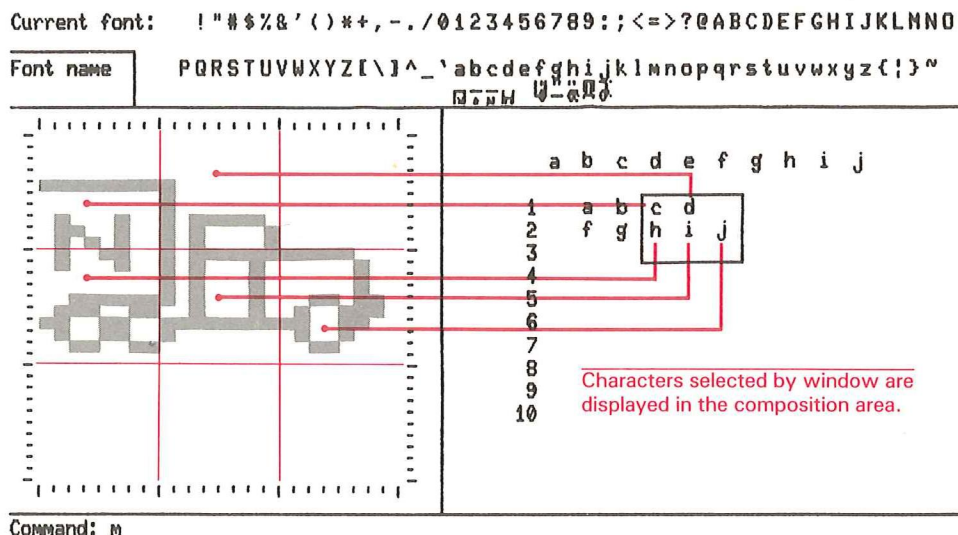 Current font: !"#$%&'()*+,-./0123456789:;<=>?@ABCDEFGHIJKLMNO
Font name PQRSTUVWXYZ[\]^_`abcdefghijklmnopqrstuvwxyz{¦}~
a b c d e f g h i j
1 a b c d
2 f g h i j
3
4
5
6
7
8
9
10
N
Characters selected by window are
displayed in the composition area.
Command: m